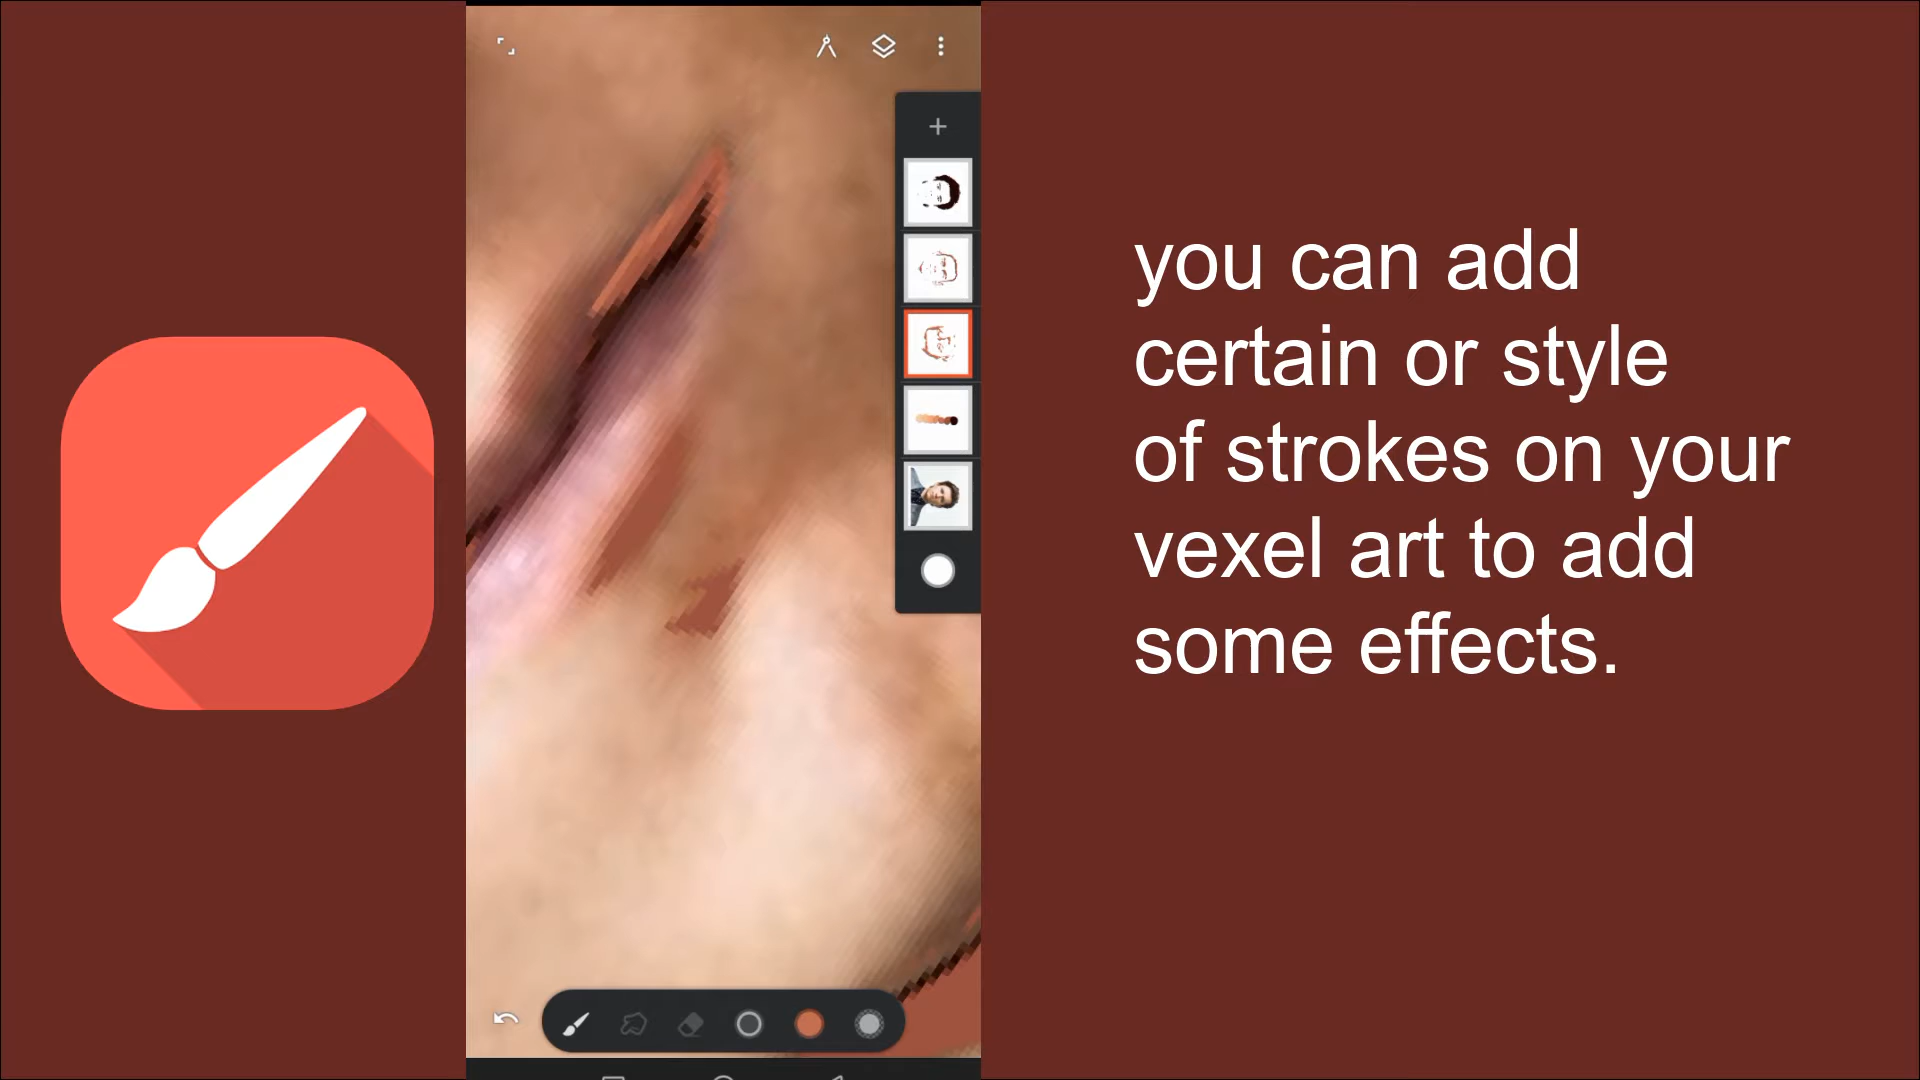 you can add
certain or style
of strokes on your
vexel art to add
some effects.